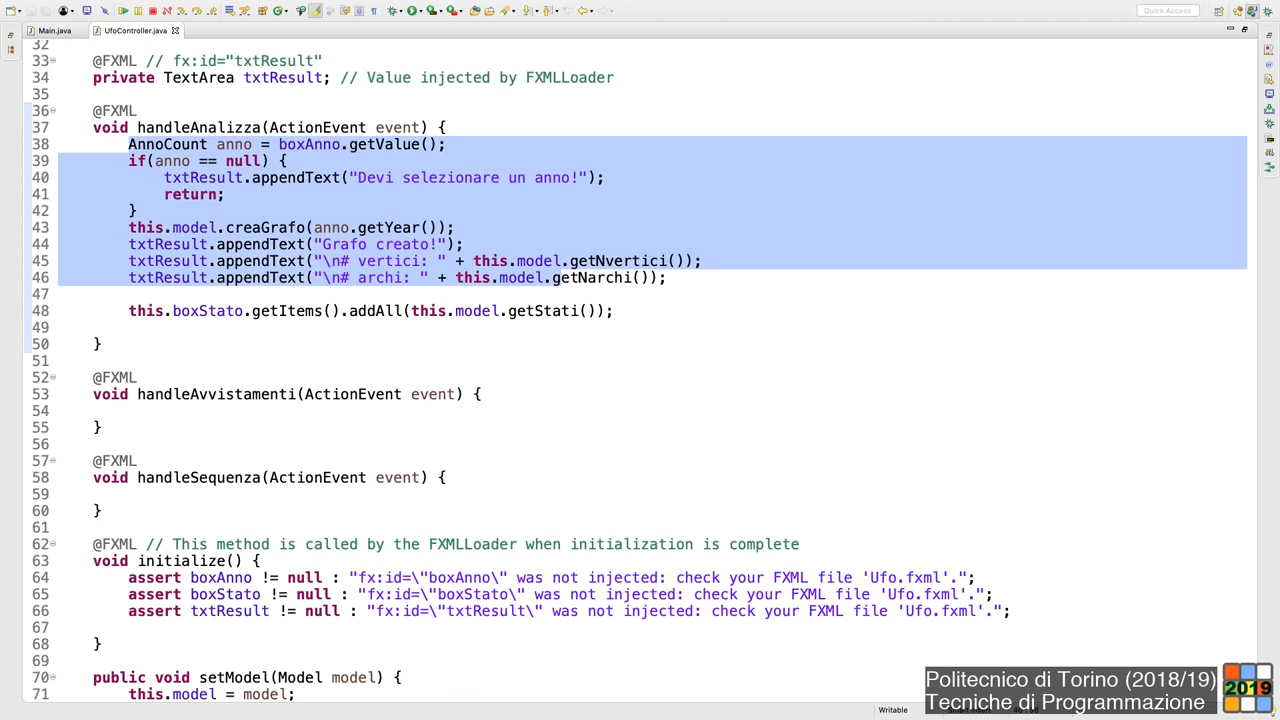 Quick Access
Main.java
UfoController.java
32
33 @FXML // fx:id="txtResult"
34 private TextArea txtResult; // Value injected by FXMLLoader
35
36 @FXML
37 void handleAnalizza(ActionEvent event) {
38 AnnoCount anno = boxAnno.getValue();
39 if(anno == null) {
40 txtResult.appendText("Devi selezionare un anno!");
41 return;
42 }
43 this.model.creaGrafo(anno.getYear());
44 txtResult.appendText("Grafo creato!");
45 txtResult.appendText("\n# vertici: " + this.model.getNvertici());
46 txtResult.appendText("\n# archi: " + this.model.getNarchi());
47
48 this.boxStato.getItems().addAll(this.model.getStati());
49
50 }
51
52 @FXML
53 void handleAvvistamenti(ActionEvent event) {
54
55 }
56
57 @FXML
58 void handleSequenza(ActionEvent event) {
59
60 }
61
62 @FXML // This method is called by the FXMLLoader when initialization is complete
63 void initialize() {
64 assert boxAnno != null : "fx:id=\"boxAnno\" was not injected: check your FXML file 'Ufo.fxml'.";
65 assert boxStato != null : "fx:id=\"boxStato\" was not injected: check your FXML file 'Ufo.fxml'.";
66 assert txtResult != null : "fx:id=\"txtResult\" was not injected: check your FXML file 'Ufo.fxml'.";
67
68 }
69
70 public void setModel(Model model) {
71 this.model = model;
Politecnico di Torino (2018/19)
Tecniche di Programmazione
2019
Writable